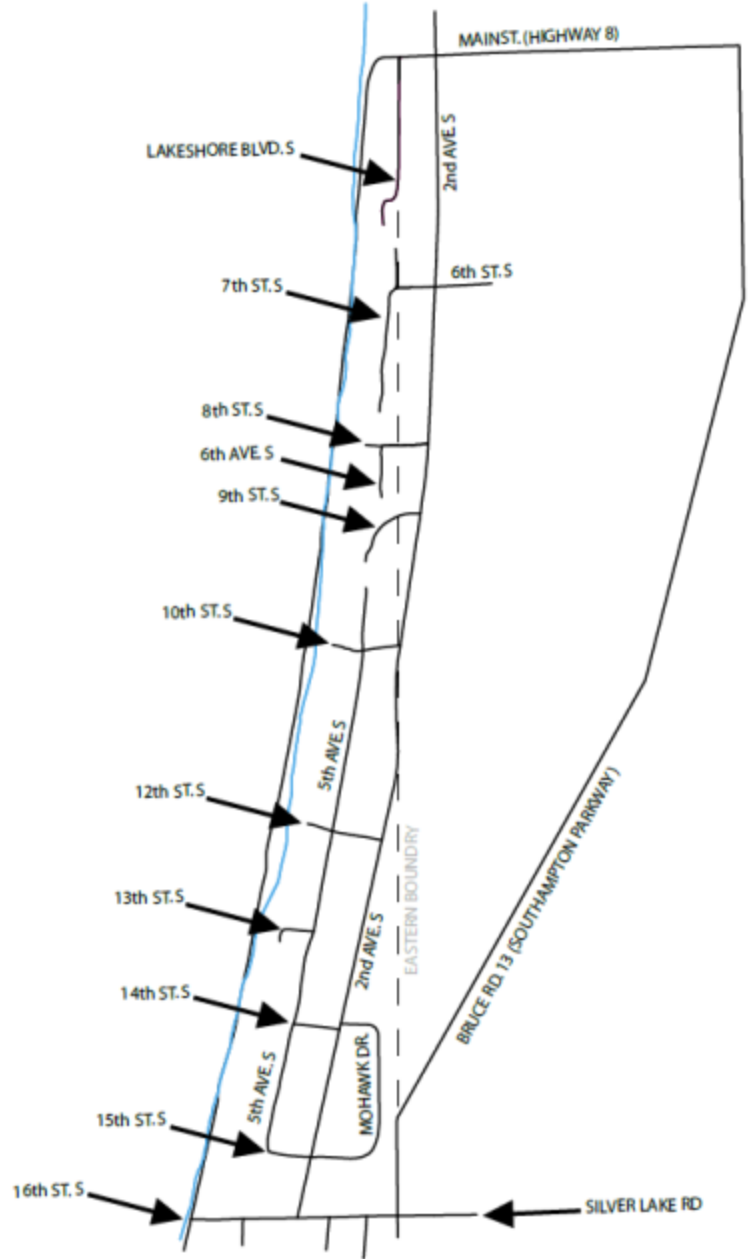 MAINST. (HIGHWAY 8)
LAKESHORE BLVD. S
2nd AVE. S
7th ST. S
6th ST. S
8th ST. S
6th AVE. S
9th ST. S
10th ST. S
5th AVE. S
12th ST. S
BRUCE RD. 13 (SOUTHAMPTON PARKWAY)
EASTERN BOUNDRY
13th ST. S
2nd AVE. S
14th ST. S
5th AVE. S
MOHAWK DR.
15th ST. S
16th ST. S
SILVER LAKE RD